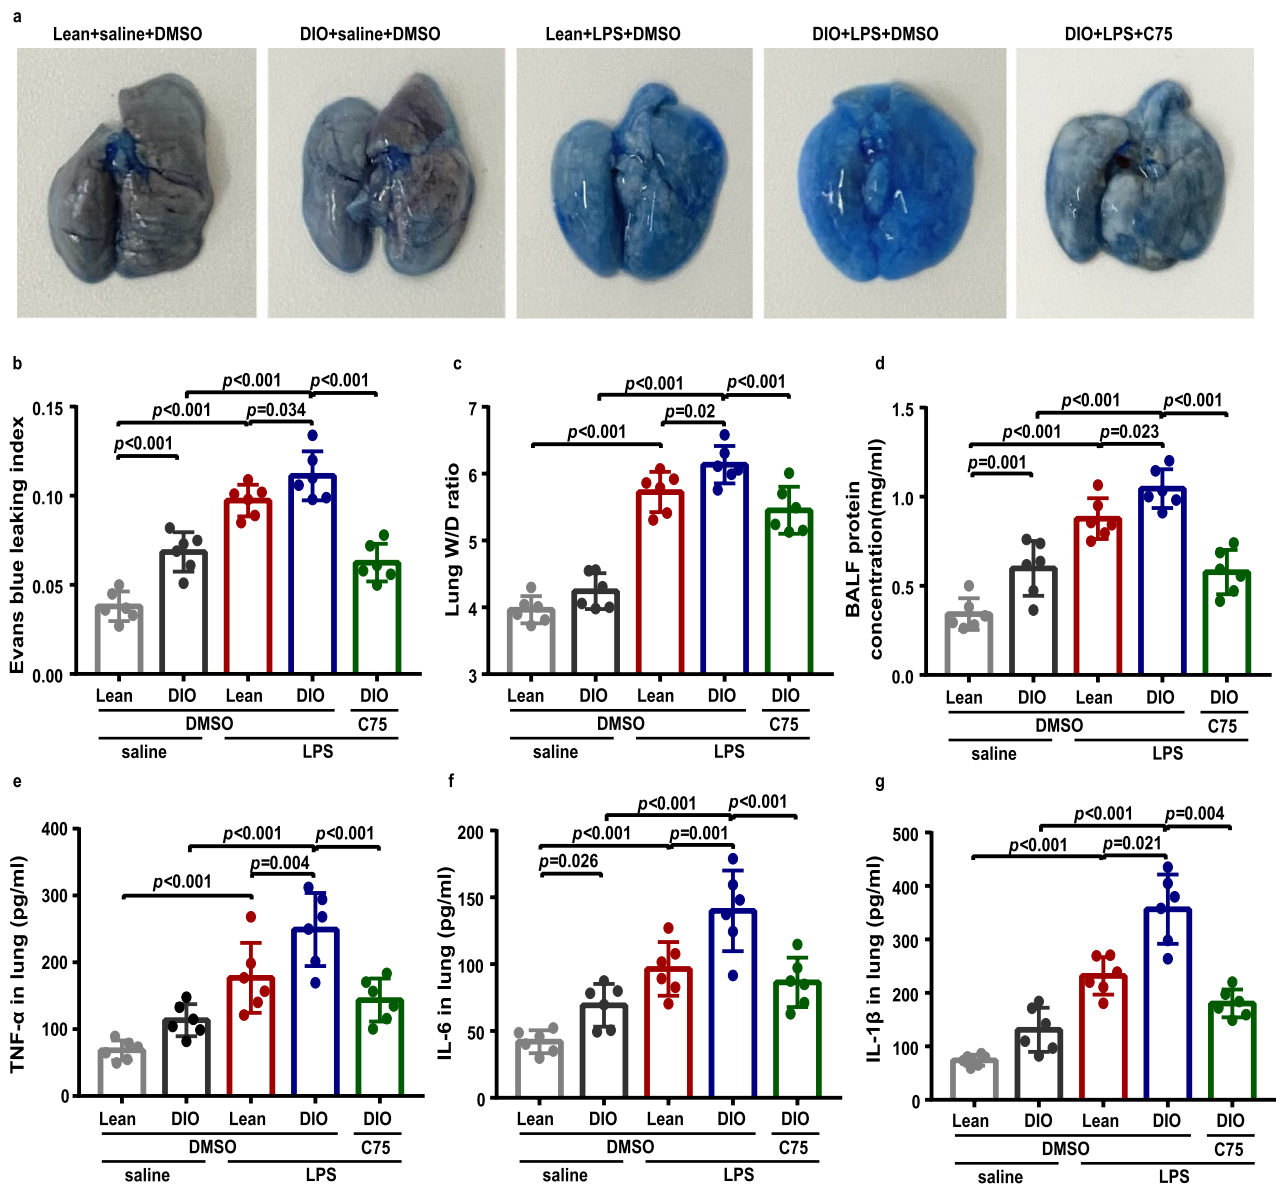 a
Lean+saline+DMSO DIO+saline+DMSO Lean+LPS+DMSO DIO+LPS+DMSO DIO+LPS+C75
b
Evans blue leaking index
0.15
0.10
0.05
0.00
p<0.001 p<0.001
p<0.001 p=0.034
p<0.001
Lean DIO Lean DIO DIO
DMSO C75
saline LPS
c
Lung W/D ratio
7
6
5
4
3
p<0.001 p<0.001
p=0.02
p<0.001
Lean DIO Lean DIO DIO
DMSO C75
saline LPS
d
BALF protein
concentration(mg/ml)
1.5
1.0
0.5
0.0
p<0.001 p<0.001
p<0.001 p=0.023
p=0.001
Lean DIO Lean DIO DIO
DMSO C75
saline LPS
e
TNF-α in lung (pg/ml)
400
300
200
100
0
p<0.001 p<0.001
p=0.004
p<0.001
Lean DIO Lean DIO DIO
DMSO C75
saline LPS
f
IL-6 in lung (pg/ml)
200
150
100
50
0
p<0.001 p<0.001
p<0.001 p=0.001
p=0.026
Lean DIO Lean DIO DIO
DMSO C75
saline LPS
g
IL-1β in lung (pg/ml)
500
400
300
200
100
0
p<0.001 p=0.004
p<0.001 p=0.021
Lean DIO Lean DIO DIO
DMSO C75
saline LPS